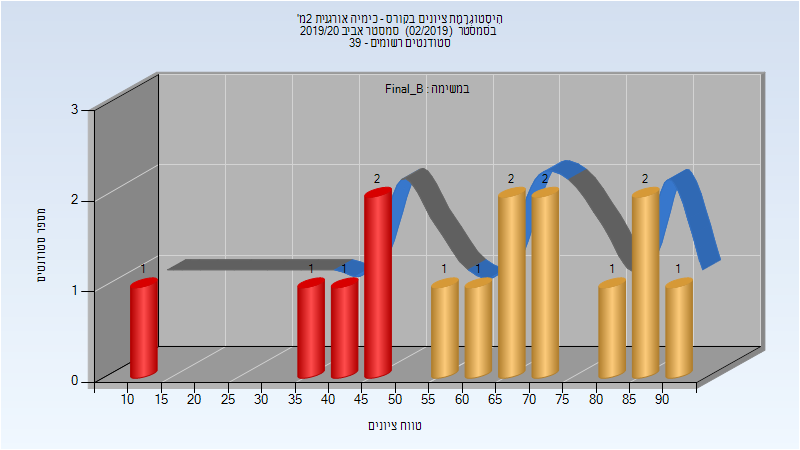 היסטוגרמת ציונים בקורס - כימיה אורגנית 2מ'
בסמסטר (02/2019) סמסטר אביב 2019/20
סטודנטים רשומים - 39
במשימה : Final_B
מספר סטודנטים
3
2
1
0
1
1
1
2
1
1
2
2
1
2
1
10 15 20 25 30 35 40 45 50 55 60 65 70 75 80 85 90
טווח ציונים